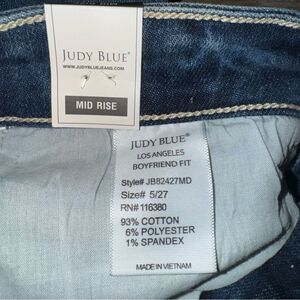 JUDY BLUE®
WWW.JUDYBLUEJEANS.COM
MID RISE
JUDY BLUE®
LOS ANGELES
BOYFRIEND FIT
Style# JB82427MD
Size# 5/27
RN# 116380
93% COTTON
6% POLYESTER
1% SPANDEX
MADE IN VIETNAM